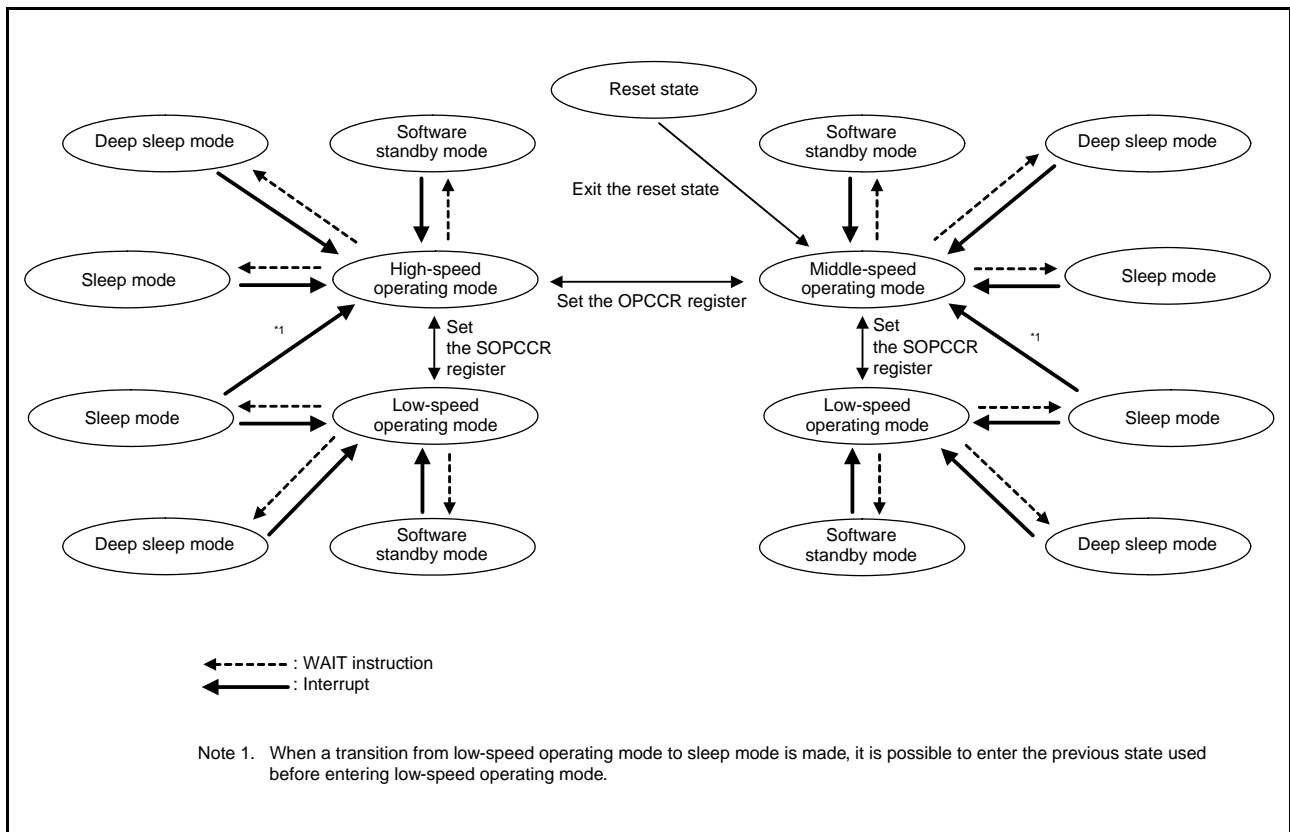 Reset state
Deep sleep mode
Software
standby mode
Software
standby mode
Deep sleep mode
Exit the reset state
Sleep mode
High-speed
operating mode
Set the OPCCR register
Middle-speed
operating mode
Sleep mode
*1
Set
the SOPCCR
register
Set
the SOPCCR
register
*1
Sleep mode
Low-speed
operating mode
Low-speed
operating mode
Sleep mode
Deep sleep mode
Software
standby mode
Software
standby mode
Deep sleep mode
: WAIT instruction
: Interrupt
Note 1. When a transition from low-speed operating mode to sleep mode is made, it is possible to enter the previous state used
before entering low-speed operating mode.